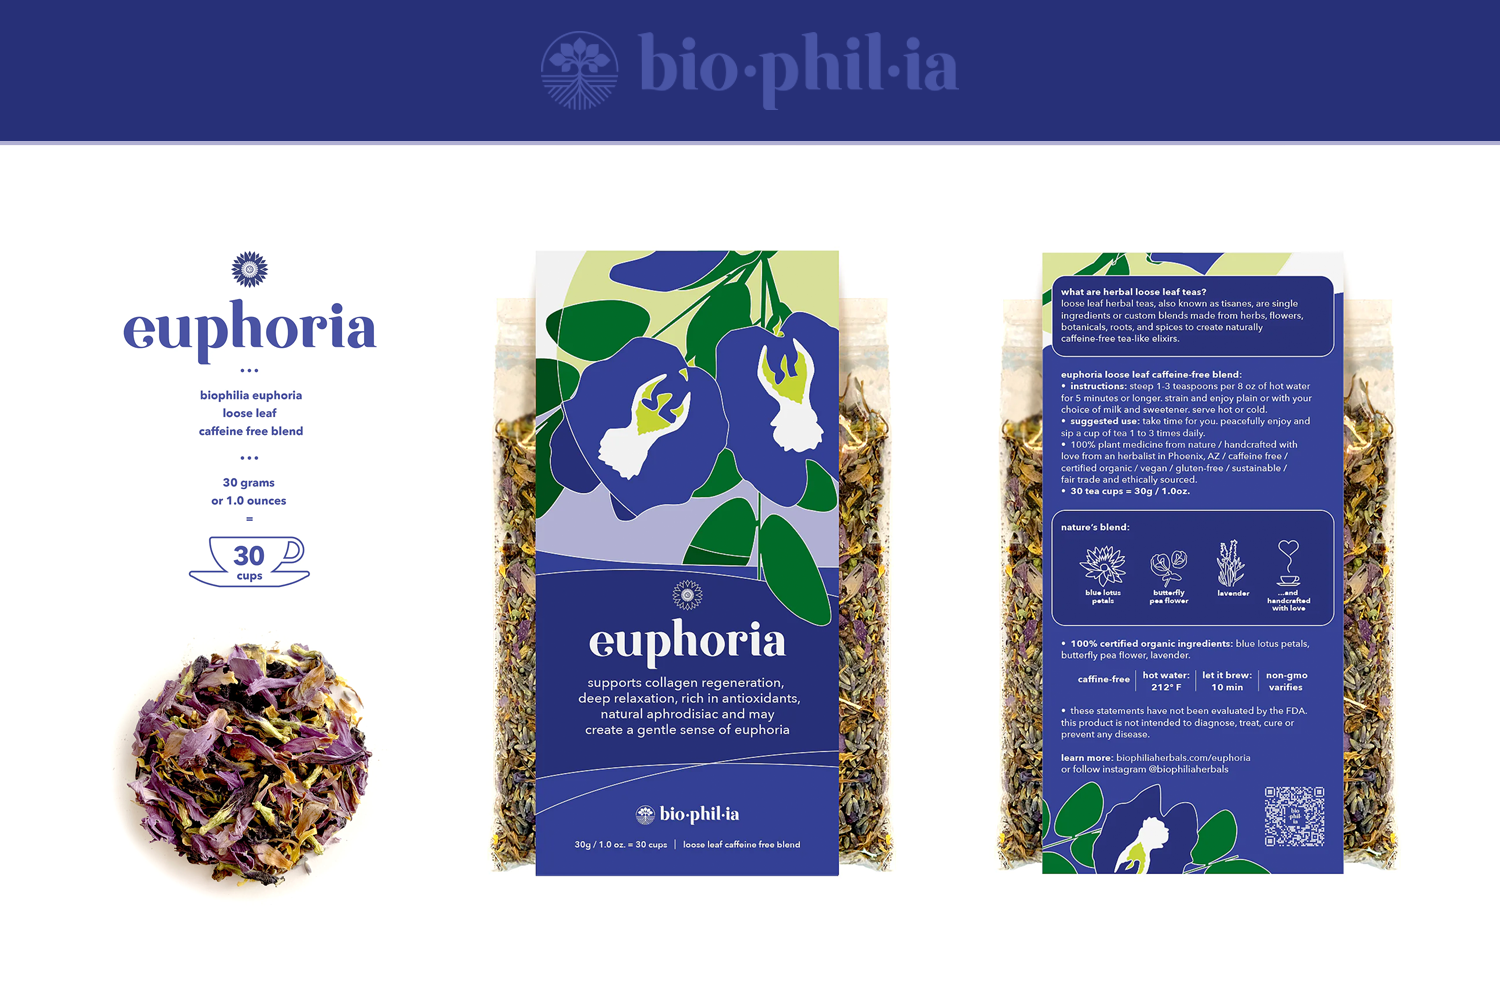 bio•phil•ia
euphoria
•••
biophilia euphoria
loose leaf
caffeine free blend
•••
30 grams
or 1.0 ounces
=
30
cups
euphoria
supports collagen regeneration,
deep relaxation, rich in antioxidants,
natural aphrodisiac and may
create a gentle sense of euphoria
bio•phil•ia
30g / 1.0 oz. = 30 cups | loose leaf caffeine free blend
what are herbal loose leaf teas?
loose leaf herbal teas, also known as tisanes, are single
ingredients or custom blends made from herbs, flowers,
botanicals, roots, and spices to create naturally
caffeine-free tea-like elixirs.
euphoria loose leaf caffeine-free blend:
• instructions: steep 1-3 teaspoons per 8 oz of hot water
for 5 minutes or longer. strain and enjoy plain or with your
choice of milk and sweetener. serve hot or cold.
• suggested use: take time for you. peacefully enjoy and
sip a cup of tea 1 to 3 times daily.
• 100% plant medicine from nature / handcrafted with
love from an herbalist in Phoenix, AZ / caffeine free /
certified organic / vegan / gluten-free / sustainable /
fair trade and ethically sourced.
• 30 tea cups = 30g / 1.0oz.
nature's blend:
blue lotus
petals
butterfly
pea flower
lavender
...and
handcrafted
with love
• 100% certified organic ingredients: blue lotus petals,
butterfly pea flower, lavender.
caffine-free
hot water:
212° F
let it brew:
10 min
non-gmo
varifies
• these statements have not been evaluated by the FDA.
this product is not intended to diagnose, treat, cure or
prevent any disease.
learn more: biophiliaherbals.com/euphoria
or follow instagram @biophiliaherbals
bio
phil
ia